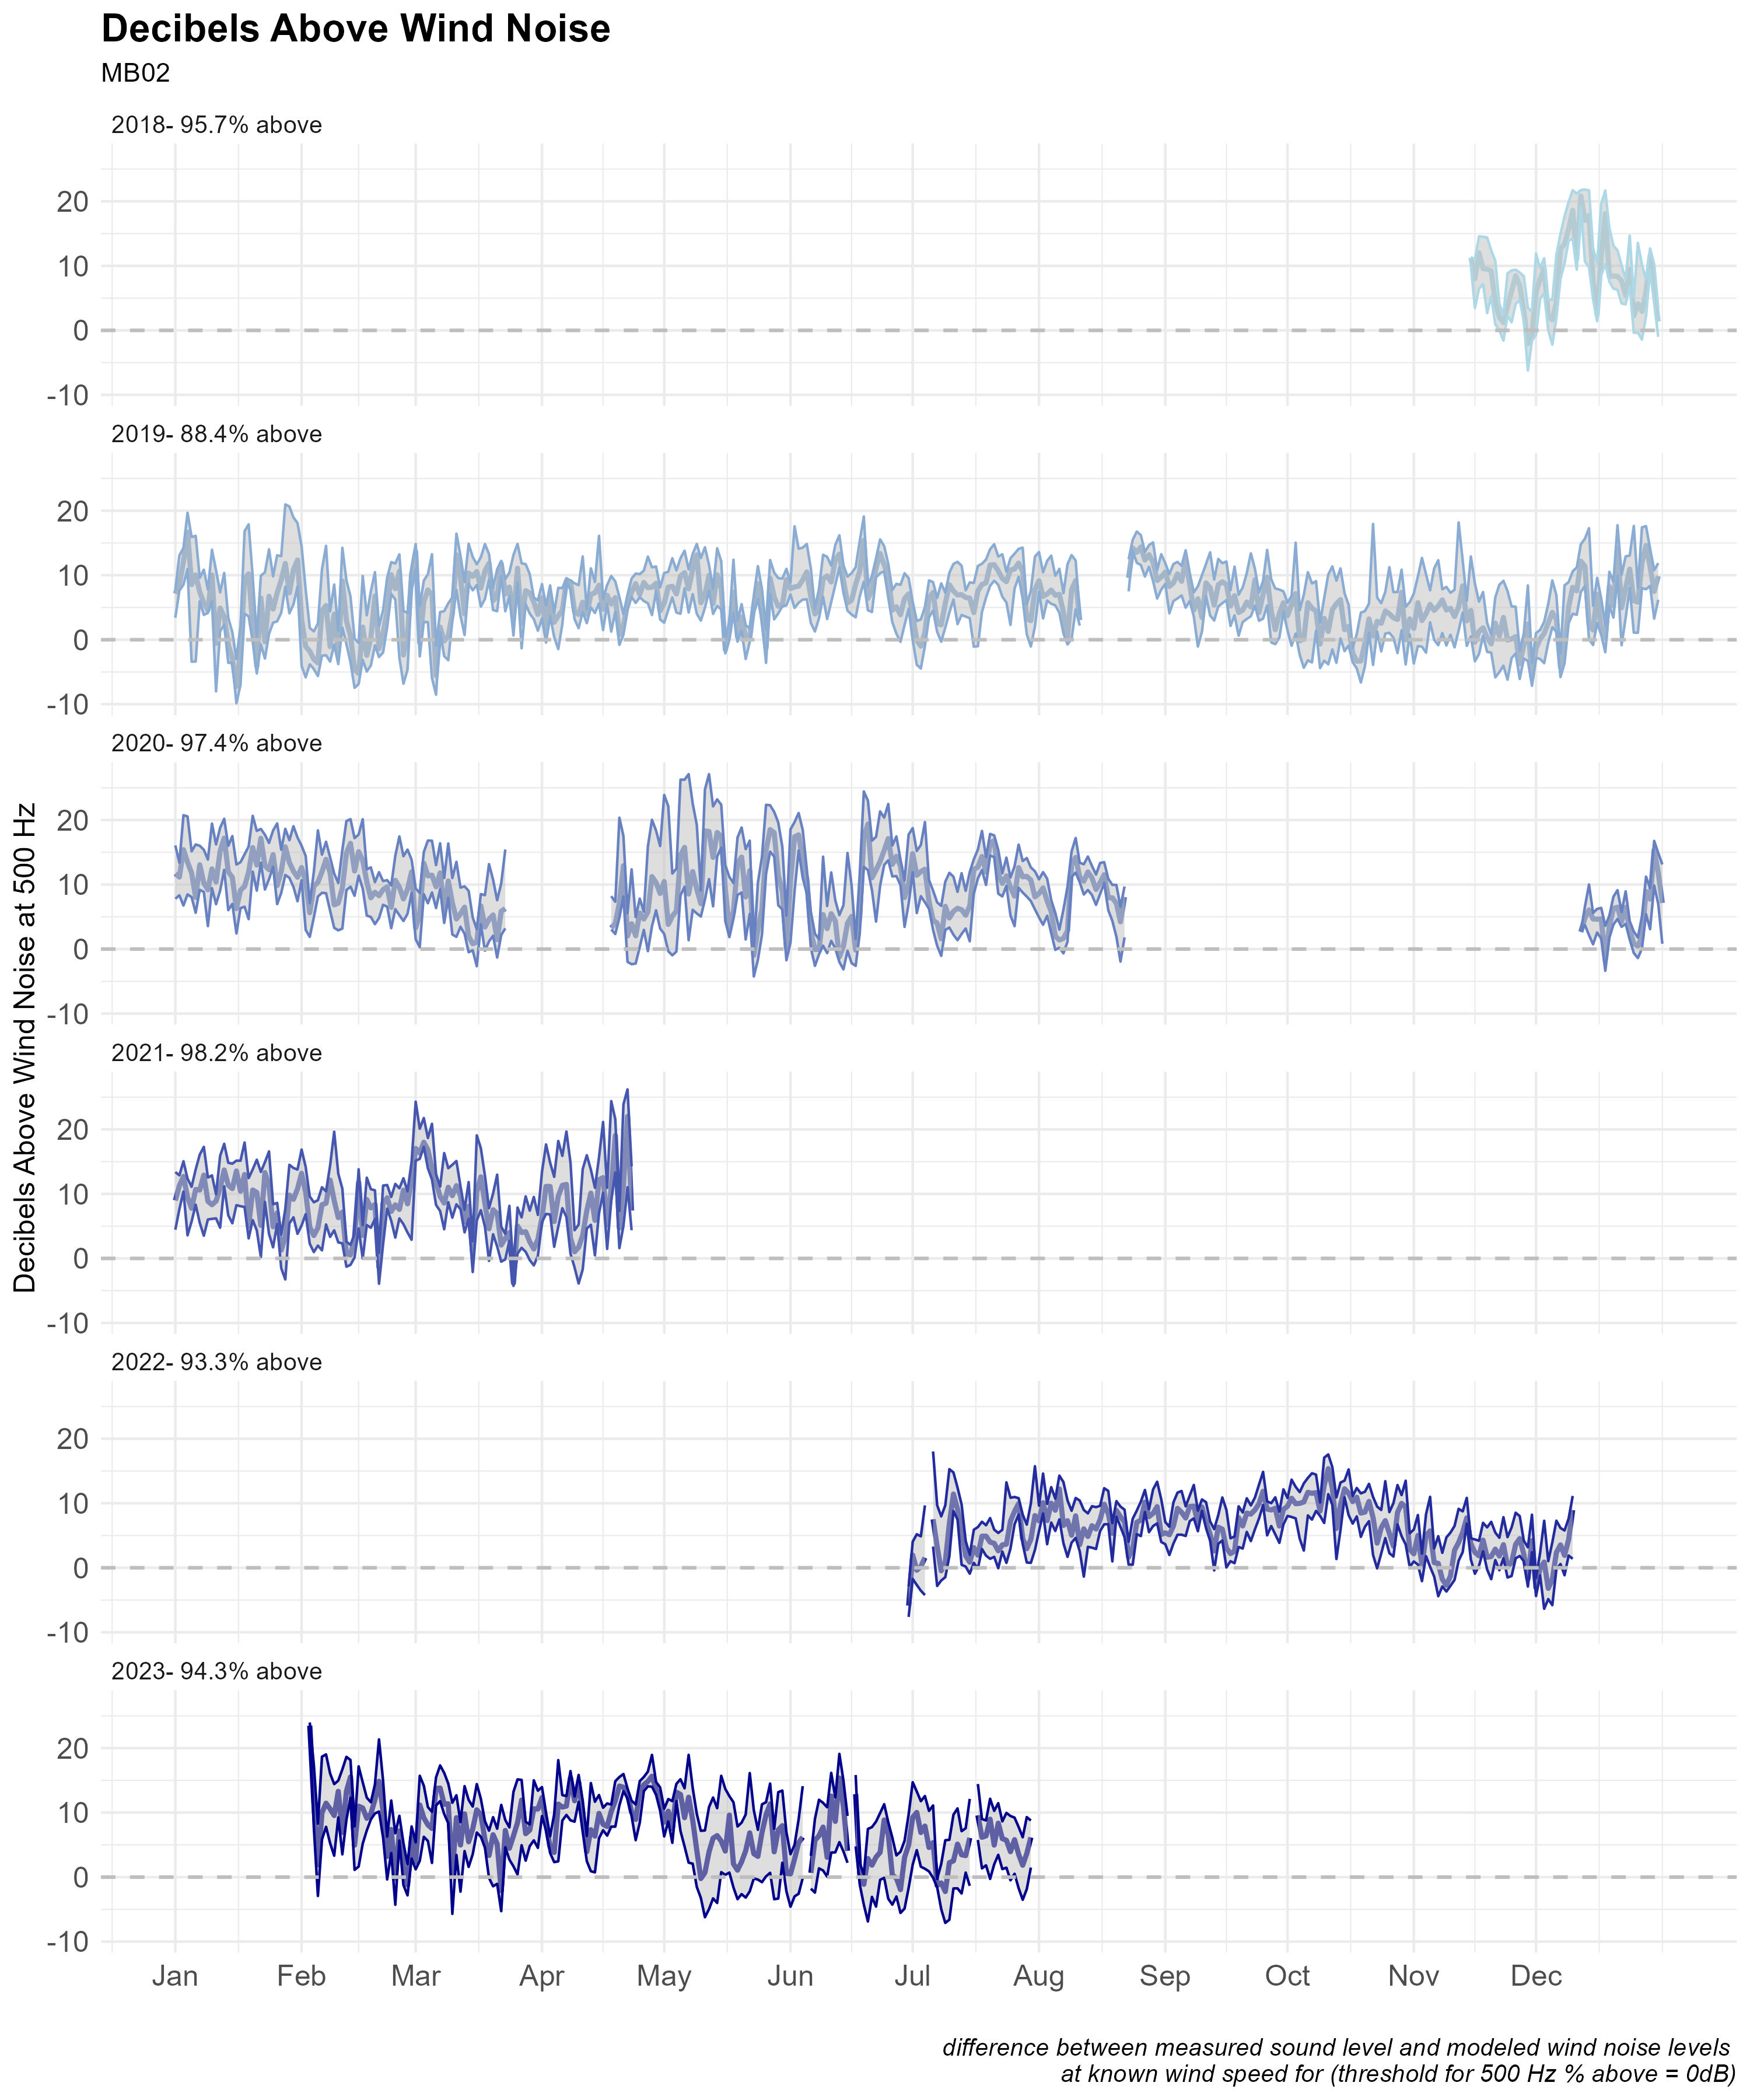 Decibels Above Wind Noise
MB02
2018- 95.7% above
20
10
0
-10
2019- 88.4% above
20
10
0
-10
2020- 97.4% above
20
10
0
-10
2021- 98.2% above
20
10
0
-10
2022- 93.3% above
20
10
0
-10
2023- 94.3% above
20
10
0
-10
Decibels Above Wind Noise at 500 Hz
Jan Feb Mar Apr May Jun Jul Aug Sep Oct Nov Dec
difference between measured sound level and modeled wind noise levels
at known wind speed for (threshold for 500 Hz % above = 0dB)